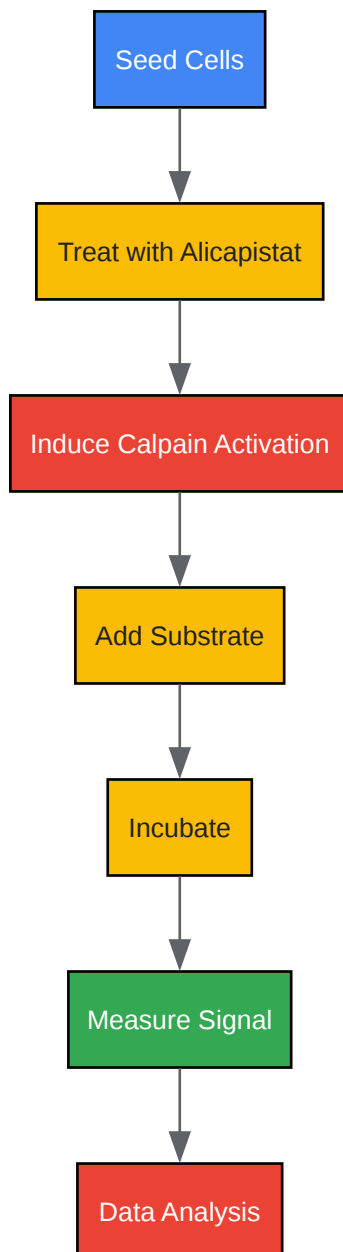 Seed Cells
Treat with Alicapistat
Induce Calpain Activation
Add Substrate
Incubate
Measure Signal
Data Analysis